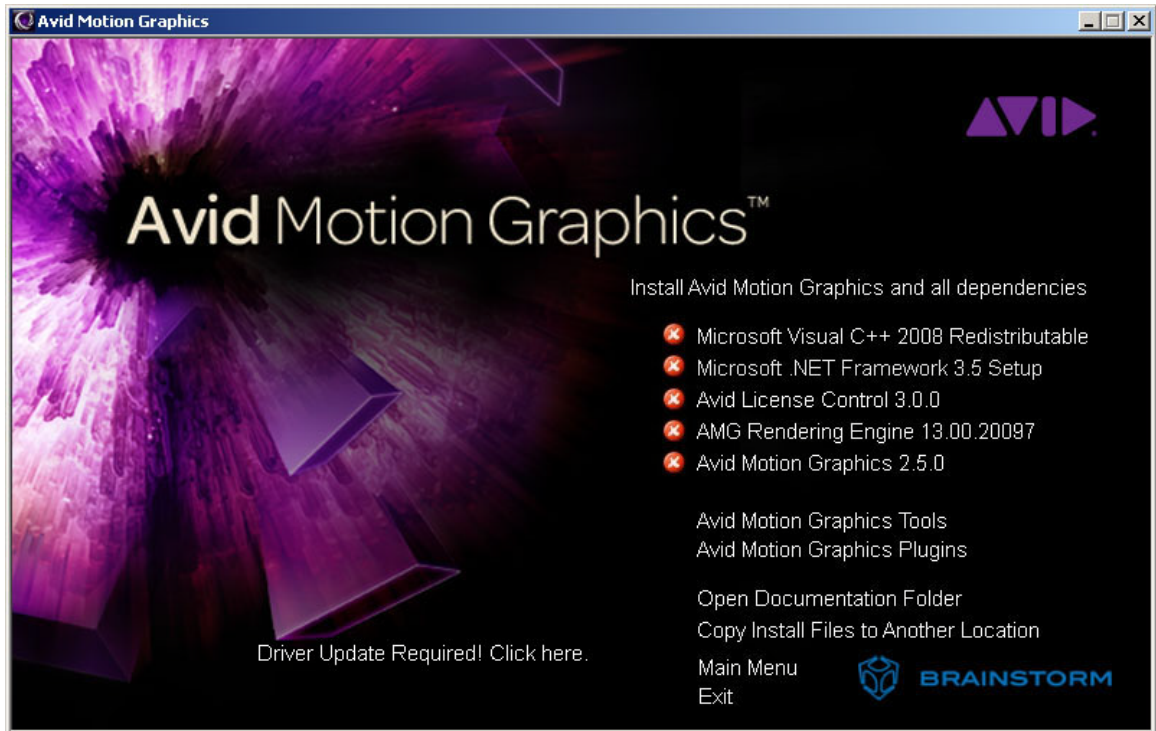 Avid Motion Graphics
AVID
Avid Motion Graphics™
Install Avid Motion Graphics and all dependencies
Microsoft Visual C++ 2008 Redistributable
Microsoft .NET Framework 3.5 Setup
Avid License Control 3.0.0
AMG Rendering Engine 13.00.20097
Avid Motion Graphics 2.5.0
Avid Motion Graphics Tools
Avid Motion Graphics Plugins
Open Documentation Folder
Copy Install Files to Another Location
Driver Update Required! Click here.
Main Menu
BRAINSTORM
Exit